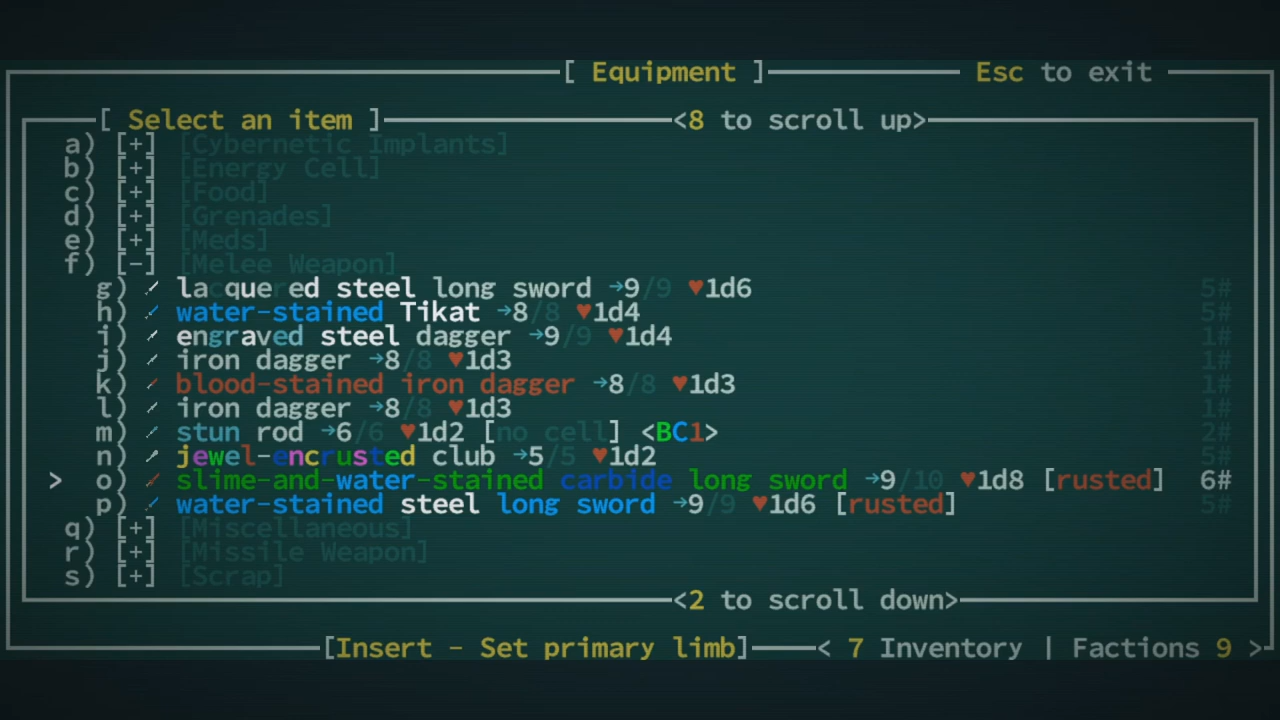 [ Equipment ] Esc to exit
[ Select an item ] <8 to scroll up>
a) [+] [Cybernetic Implants]
b) [+] [Energy Cell]
c) [+] [Food]
d) [+] [Grenades]
e) [+] [Meds]
f) [-] [Melee Weapon]
g) lacquered steel long sword →9/9 ♥1d6 5#
h) water-stained Tikat →8/8 ♥1d4 5#
i) engraved steel dagger →9/9 ♥1d4 1#
j) iron dagger →8/8 ♥1d3 1#
k) blood-stained iron dagger →8/8 ♥1d3 1#
l) iron dagger →8/8 ♥1d3 1#
m) stun rod →6/6 ♥1d2 [no cell] <BC1> 2#
n) jewel-encrusted club →5/5 ♥1d2 5#
> o) slime-and-water-stained carbide long sword →9/10 ♥1d8 [rusted] 6#
p) water-stained steel long sword →9/9 ♥1d6 [rusted] 5#
q) [+] [Miscellaneous]
r) [+] [Missile Weapon]
s) [+] [Scrap]
<2 to scroll down>
[Insert - Set primary limb] < 7 Inventory | Factions 9 >